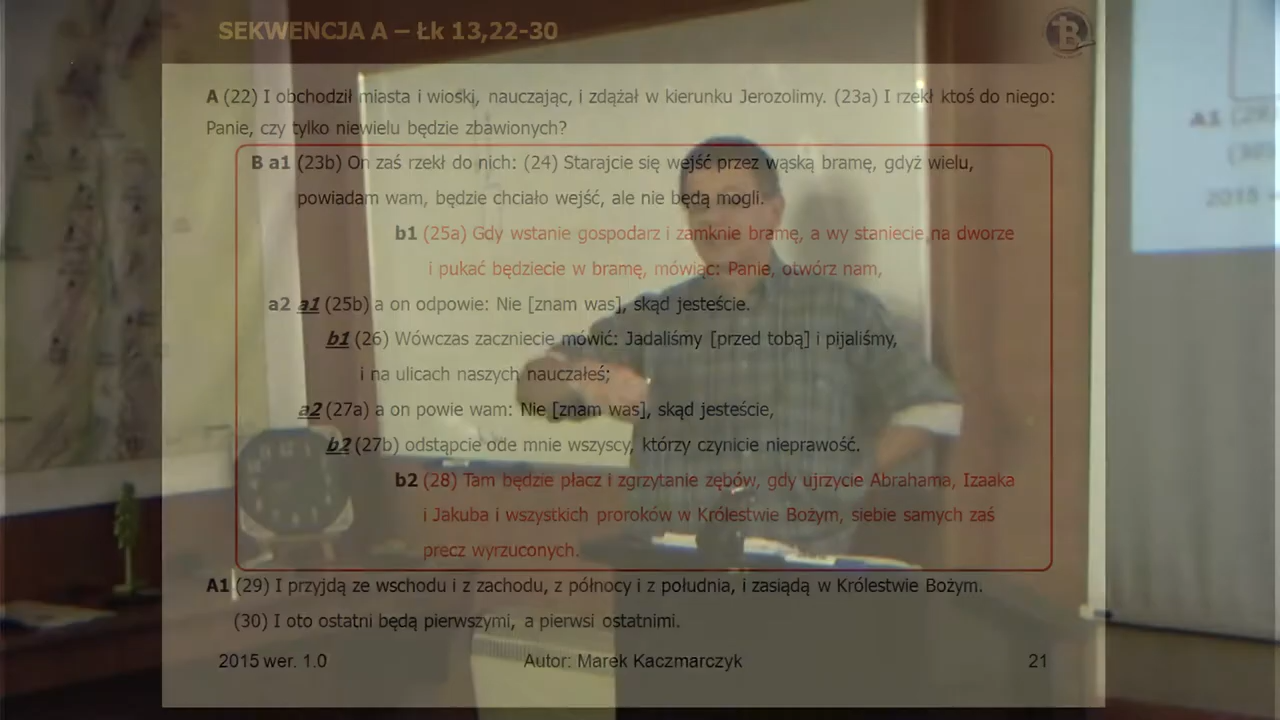 SEKWENCJA A – Łk 13,22-30
A (22) I obchodził miasta i wioski, nauczając, i zdążał w kierunku Jerozolimy. (23a) I rzekł ktoś do niego:
Panie, czy tylko niewielu będzie zbawionych?
B a1 (23b) On zaś rzekł do nich: (24) Starajcie się wejść przez wąską bramę, gdyż wielu,
powiadam wam, będzie chciało wejść, ale nie będą mogli.
b1 (25a) Gdy wstanie gospodarz i zamknie bramę, a wy staniecie na dworze
i pukać będziecie w bramę, mówiąc: Panie, otwórz nam,
a2 a1 (25b) a on odpowie: Nie [znam was], skąd jesteście.
b1 (26) Wówczas zaczniecie mówić: Jadaliśmy [przed tobą] i pijaliśmy,
i na ulicach naszych nauczałeś;
a2 (27a) a on powie wam: Nie [znam was], skąd jesteście,
b2 (27b) odstąpcie ode mnie wszyscy, którzy czynicie nieprawość.
b2 (28) Tam będzie płacz i zgrzytanie zębów, gdy ujrzycie Abrahama, Izaaka
i Jakuba i wszystkich proroków w Królestwie Bożym, siebie samych zaś
precz wyrzuconych.
A1 (29) I przyjdą ze wschodu i z zachodu, z północy i z południa, i zasiądą w Królestwie Bożym.
(30) I oto ostatni będą pierwszymi, a pierwsi ostatnimi.
2015 wer. 1.0 Autor: Marek Kaczmarczyk 21
A1
2015